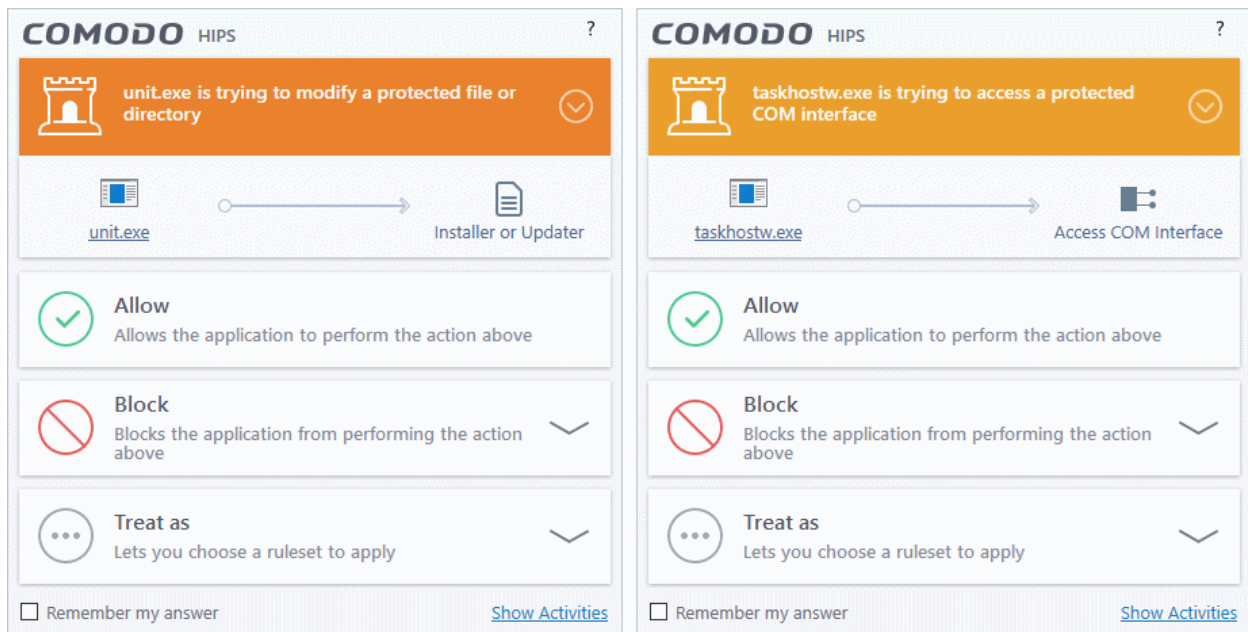 COMODO HIPS ?
unit.exe is trying to modify a protected file or
directory
unit.exe
Installer or Updater
Allow
Allows the application to perform the action above
Block
Blocks the application from performing the action
above
Treat as
Lets you choose a ruleset to apply
Remember my answer
Show Activities
COMODO HIPS ?
taskhostw.exe is trying to access a protected
COM interface
taskhostw.exe
Access COM Interface
Allow
Allows the application to perform the action above
Block
Blocks the application from performing the action
above
Treat as
Lets you choose a ruleset to apply
Remember my answer
Show Activities